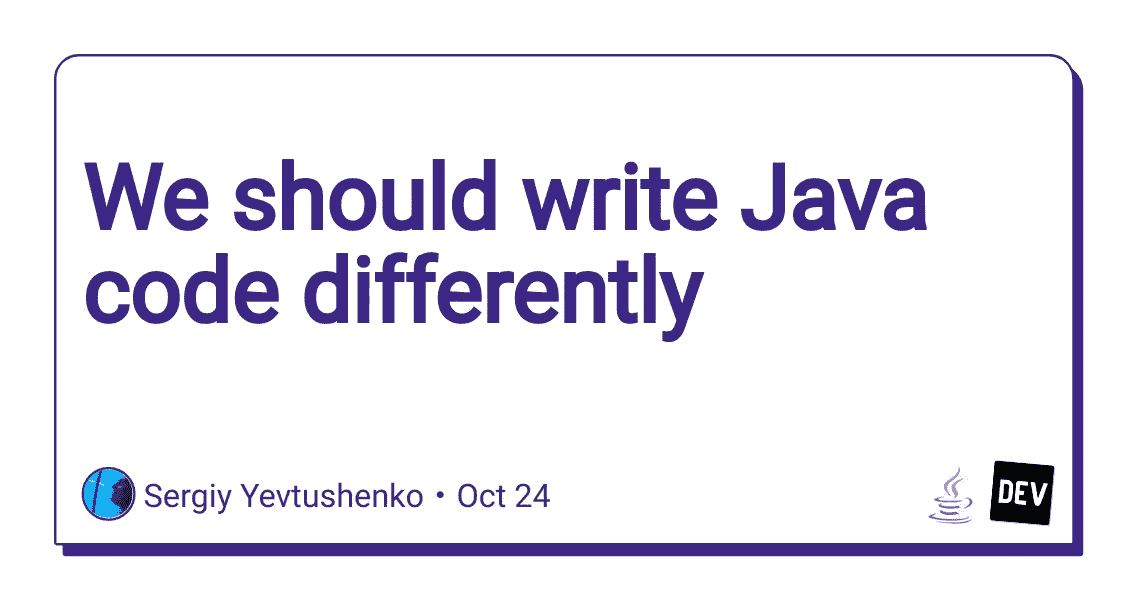 We should write Java
code differently
Sergiy Yevtushenko • Oct 24
DEV